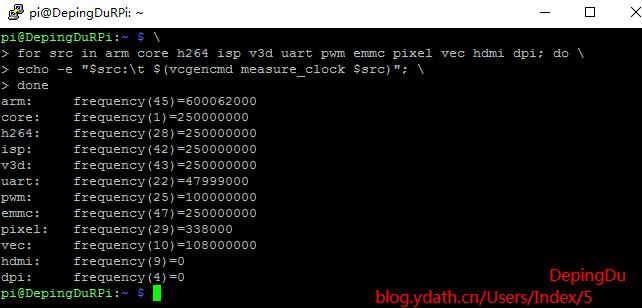 pi@DepingDuRPi: ~
pi@DepingDuRPi:~ $ \
> for src in arm core h264 isp v3d uart pwm emmc pixel vec hdmi dpi; do \
> echo -e "$src:\t $(vcgencmd measure_clock $src)"; \
> done
arm:     frequency(45)=600062000
core:    frequency(1)=250000000
h264:    frequency(28)=250000000
isp:     frequency(42)=250000000
v3d:     frequency(43)=250000000
uart:    frequency(22)=47999000
pwm:     frequency(25)=100000000
emmc:    frequency(47)=250000000
pixel:   frequency(29)=338000
vec:     frequency(10)=108000000
hdmi:    frequency(9)=0
dpi:     frequency(4)=0
pi@DepingDuRPi:~ $
DepingDu
blog.ydath.cn/Users/Index/5